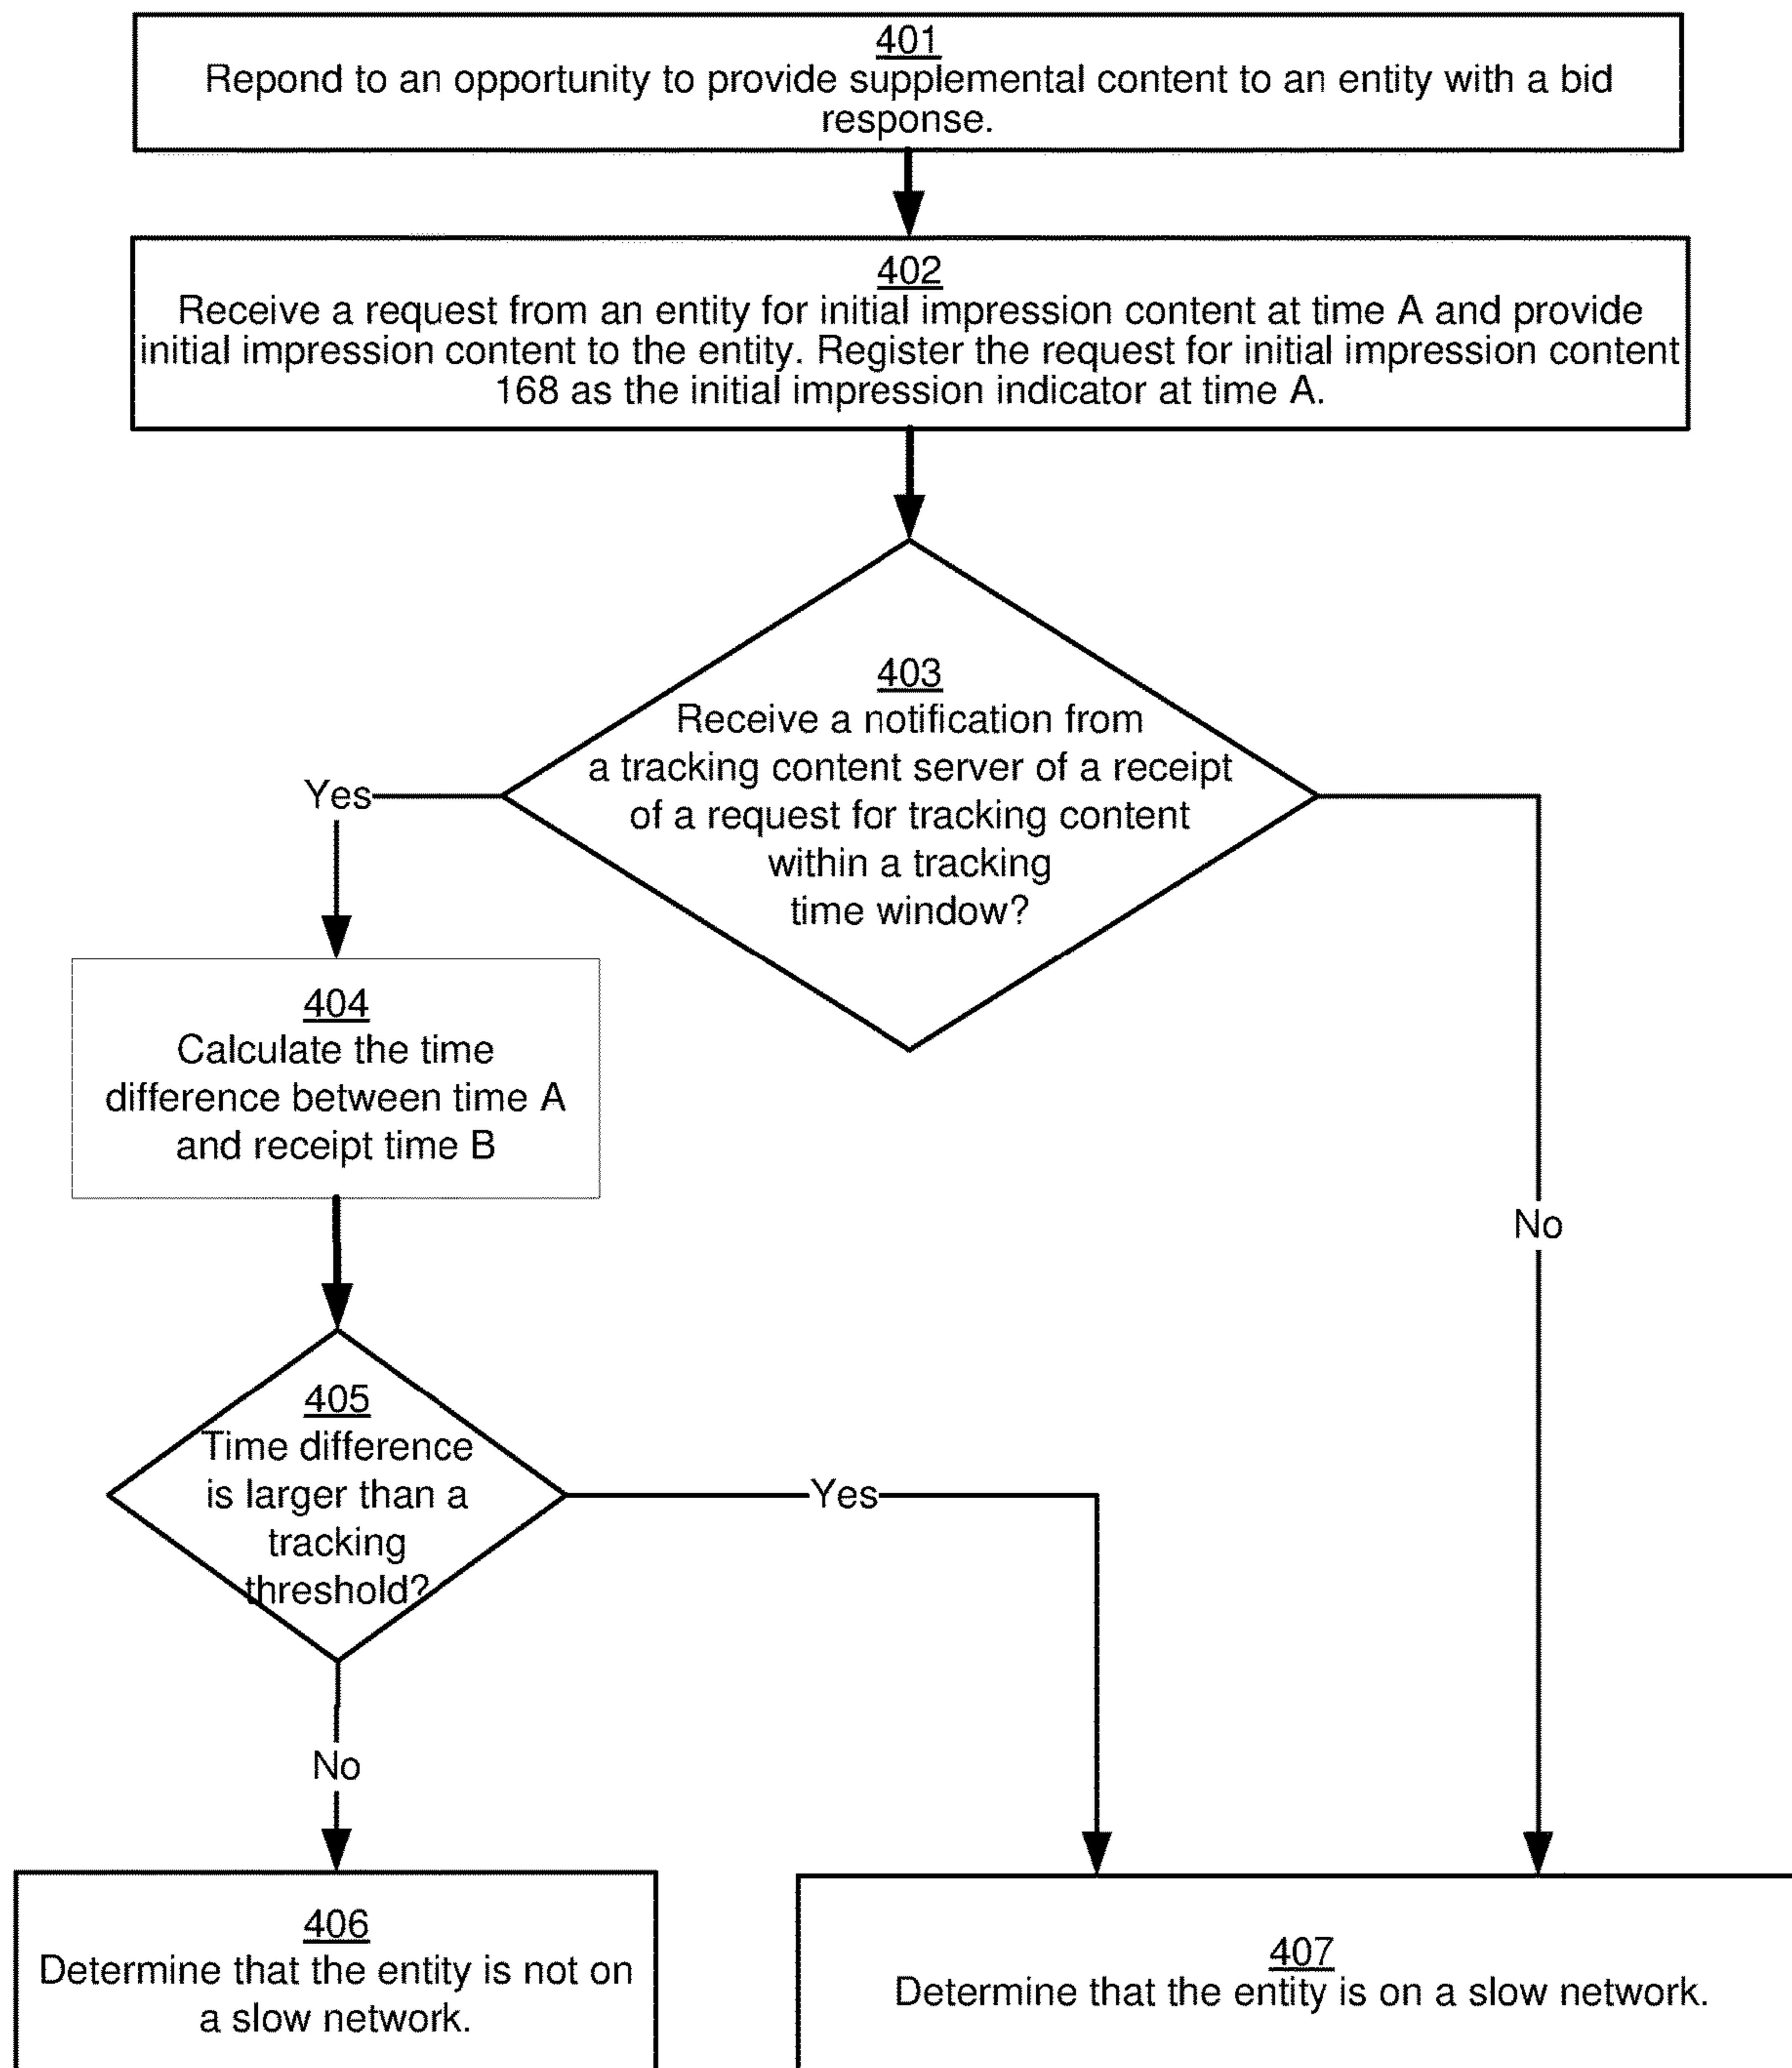 401
Repond to an opportunity to provide supplemental content to an entity with a bid
response.
402
Receive a request from an entity for initial impression content at time A and provide
initial impression content to the entity. Register the request for initial impression content
168 as the initial impression indicator at time A.
403
Receive a notification from
a tracking content server of a receipt
of a request for tracking content
within a tracking
time window?
Yes
404
Calculate the time
difference between time A
and receipt time B
No
405
Time difference
is larger than a
tracking
threshold?
Yes
No
406
Determine that the entity is not on
a slow network.
407
Determine that the entity is on a slow network.